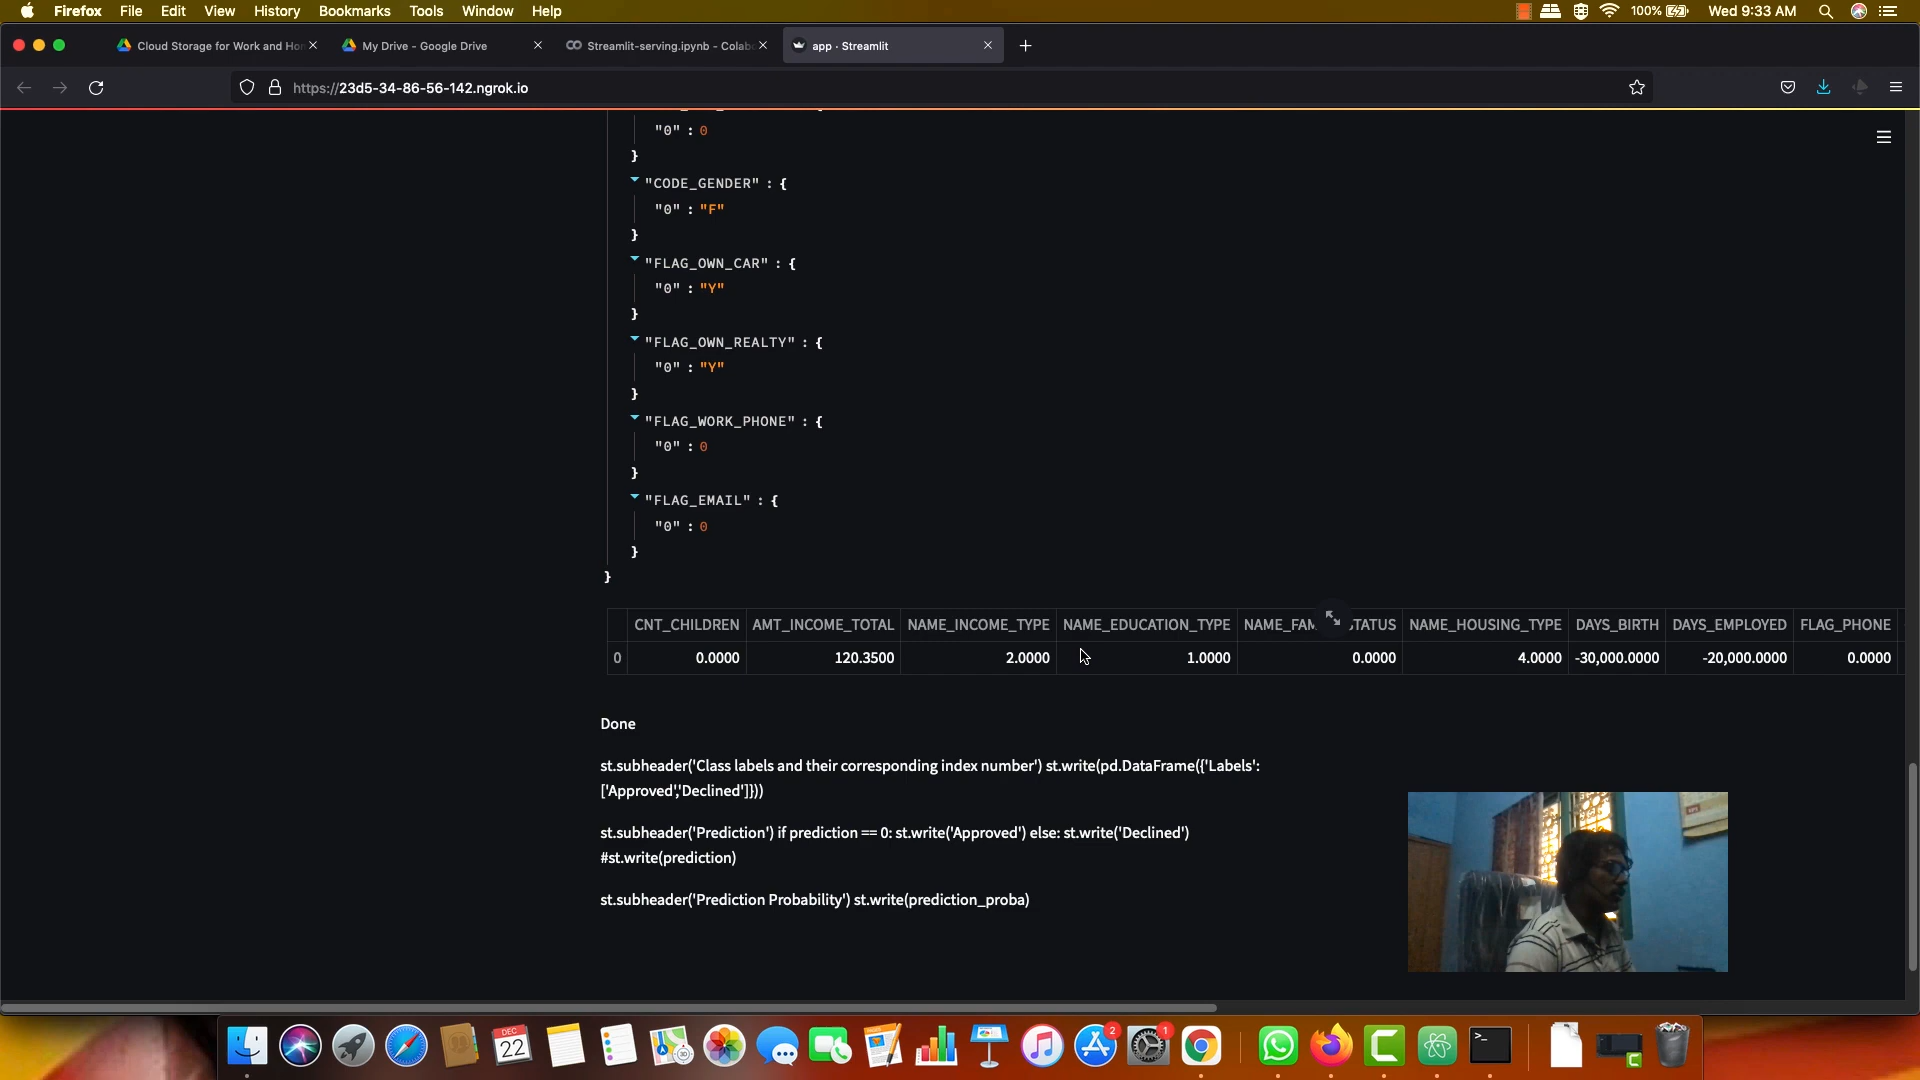 Firefox File Edit View History Bookmarks Tools Window Help 100% Wed 9:33 AM
Cloud Storage for Work and Hor
My Drive - Google Drive
Streamlit-serving.ipynb - Colab
app · Streamlit
https://23d5-34-86-56-142.ngrok.io
"0" : 0
}
"CODE_GENDER" : {
"0" : "F"
}
"FLAG_OWN_CAR" : {
"0" : "Y"
}
"FLAG_OWN_REALTY" : {
"0" : "Y"
}
"FLAG_WORK_PHONE" : {
"0" : 0
}
"FLAG_EMAIL" : {
"0" : 0
}
}
CNT_CHILDREN AMT_INCOME_TOTAL NAME_INCOME_TYPE NAME_EDUCATION_TYPE NAME_FAM STATUS NAME_HOUSING_TYPE DAYS_BIRTH DAYS_EMPLOYED FLAG_PHONE
0 0.0000 120.3500 2.0000 1.0000 0.0000 4.0000 -30,000.0000 -20,000.0000 0.0000
Done
st.subheader('Class labels and their corresponding index number') st.write(pd.DataFrame({'Labels':
['Approved','Declined']}))
st.subheader('Prediction') if prediction == 0: st.write('Approved') else: st.write('Declined')
#st.write(prediction)
st.subheader('Prediction Probability') st.write(prediction_proba)
DEC
22
2
1